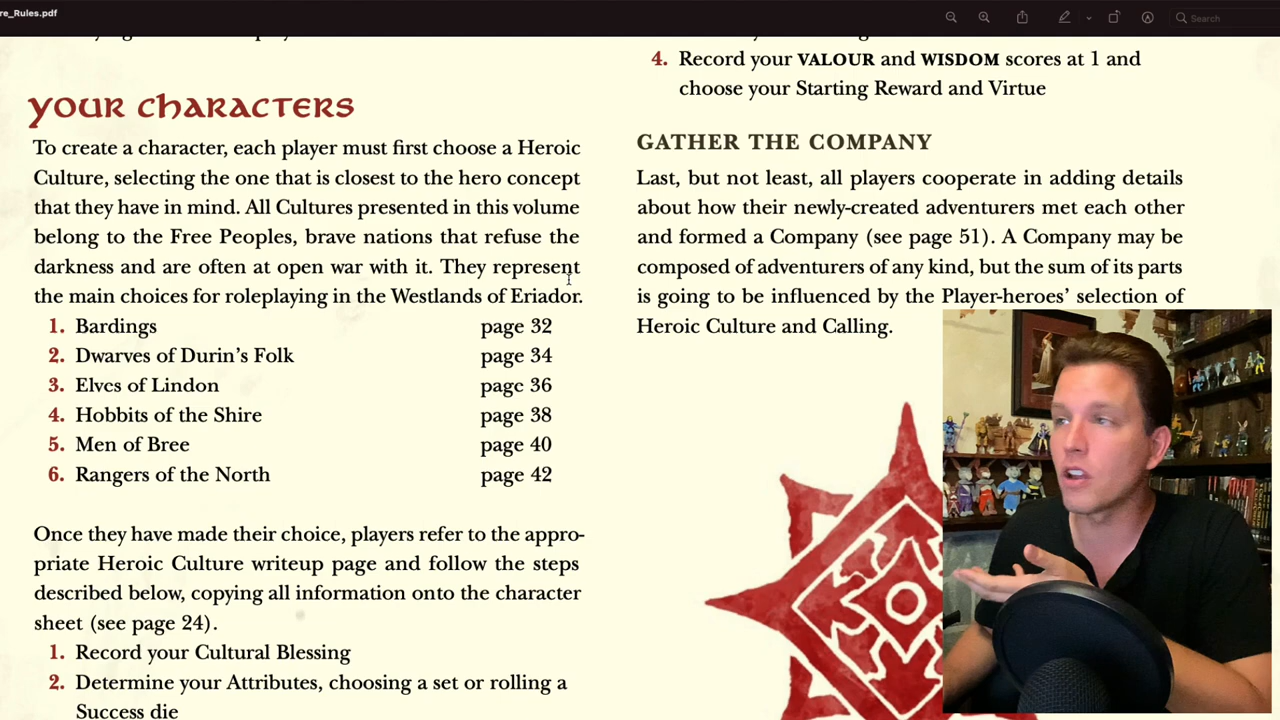 re_Rules.pdf
Search
YOUR CHARACTERS
To create a character, each player must first choose a Heroic
Culture, selecting the one that is closest to the hero concept
that they have in mind. All Cultures presented in this volume
belong to the Free Peoples, brave nations that refuse the
darkness and are often at open war with it. They represent
the main choices for roleplaying in the Westlands of Eriador.
1. Bardings page 32
2. Dwarves of Durin’s Folk page 34
3. Elves of Lindon page 36
4. Hobbits of the Shire page 38
5. Men of Bree page 40
6. Rangers of the North page 42
Once they have made their choice, players refer to the appro-
priate Heroic Culture writeup page and follow the steps
described below, copying all information onto the character
sheet (see page 24).
1. Record your Cultural Blessing
2. Determine your Attributes, choosing a set or rolling a
Success die
4. Record your VALOUR and WISDOM scores at 1 and
choose your Starting Reward and Virtue
GATHER THE COMPANY
Last, but not least, all players cooperate in adding details
about how their newly-created adventurers met each other
and formed a Company (see page 51). A Company may be
composed of adventurers of any kind, but the sum of its parts
is going to be influenced by the Player-heroes’ selection of
Heroic Culture and Calling.